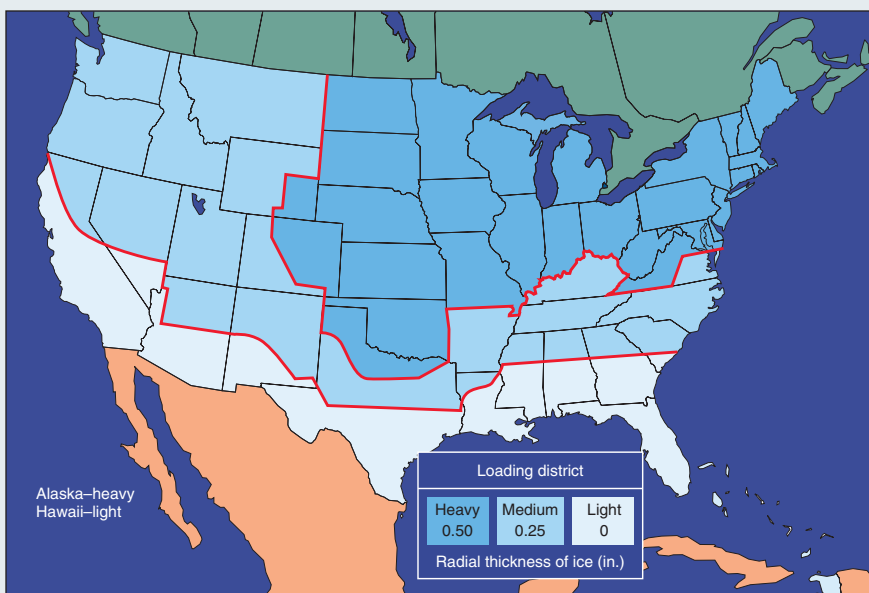 Alaska–heavy
Hawaii–light
Loading district
Heavy Medium Light
0.50 0.25 0
Radial thickness of ice (in.)